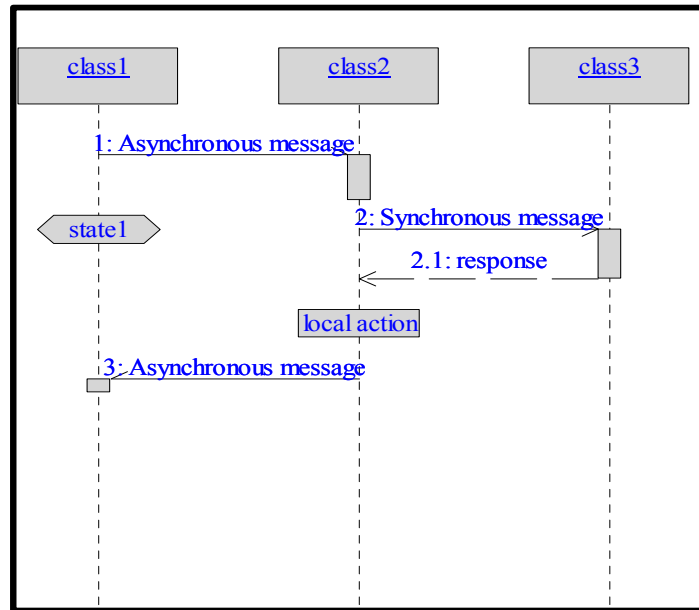 class1
class2
class3
1: Asynchronous message
state1
2: Synchronous message
2.1: response
local action
3: Asynchronous message